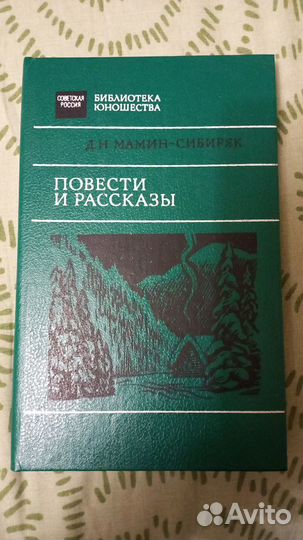 СОВЕТСКАЯ
РОССИЯ
БИБЛИОТЕКА
ЮНОШЕСТВА
Д.Н МАМИН-СИБИРЯК
ПОВЕСТИ
И РАССКАЗЫ
Avito